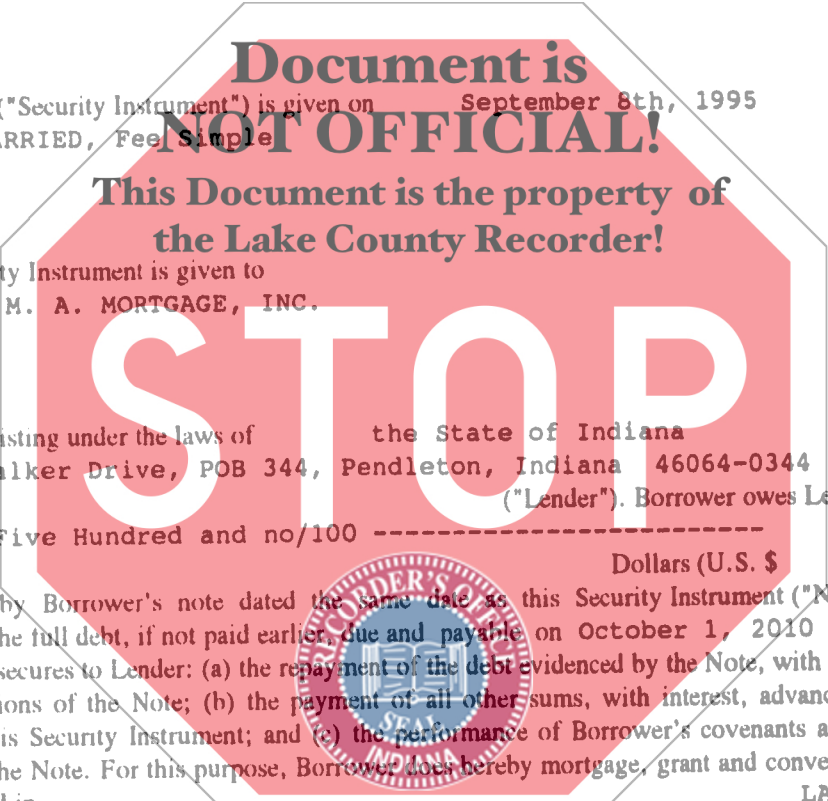 Document is
("Security Instrument") is given on September 8th, 1995
ARRIED, Fee Simple
NOT OFFICIAL!
This Document is the property of
the Lake County Recorder!
ty Instrument is given to
M. A. MORTGAGE, INC.
STOP
isting under the laws of the State of Indiana
alker Drive, POB 344, Pendleton, Indiana 46064-0344
("Lender"). Borrower owes Le
Five Hundred and no/100 ---------------------------
Dollars (U.S. $
by Borrower's note dated the same date as this Security Instrument ("N
he full debt, if not paid earlier, due and payable on October 1, 2010
secures to Lender: (a) the repayment of the debt evidenced by the Note, with
ions of the Note; (b) the payment of all other sums, with interest, advanc
is Security Instrument; and (c) the performance of Borrower's covenants a
he Note. For this purpose, Borrower does hereby mortgage, grant and conve
LA
RECORDER'S OFFICE
SEAL
INDIANA